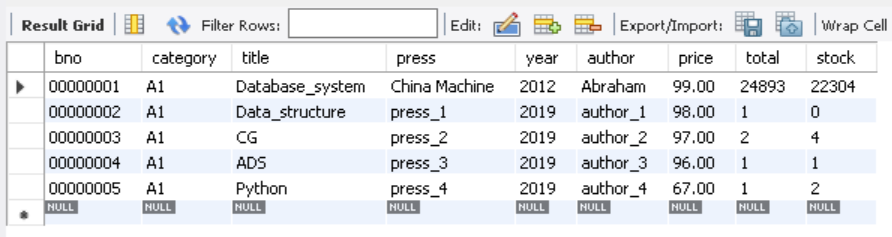 Result Grid Filter Rows: Edit: Export/Import: Wrap Cell
bno category title press year author price total stock
00000001 A1 Database_system China Machine 2012 Abraham 99.00 24893 22304
00000002 A1 Data_structure press_1 2019 author_1 98.00 1 0
00000003 A1 CG press_2 2019 author_2 97.00 2 4
00000004 A1 ADS press_3 2019 author_3 96.00 1 1
00000005 A1 Python press_4 2019 author_4 67.00 1 2
NULL NULL NULL NULL NULL NULL NULL NULL NULL